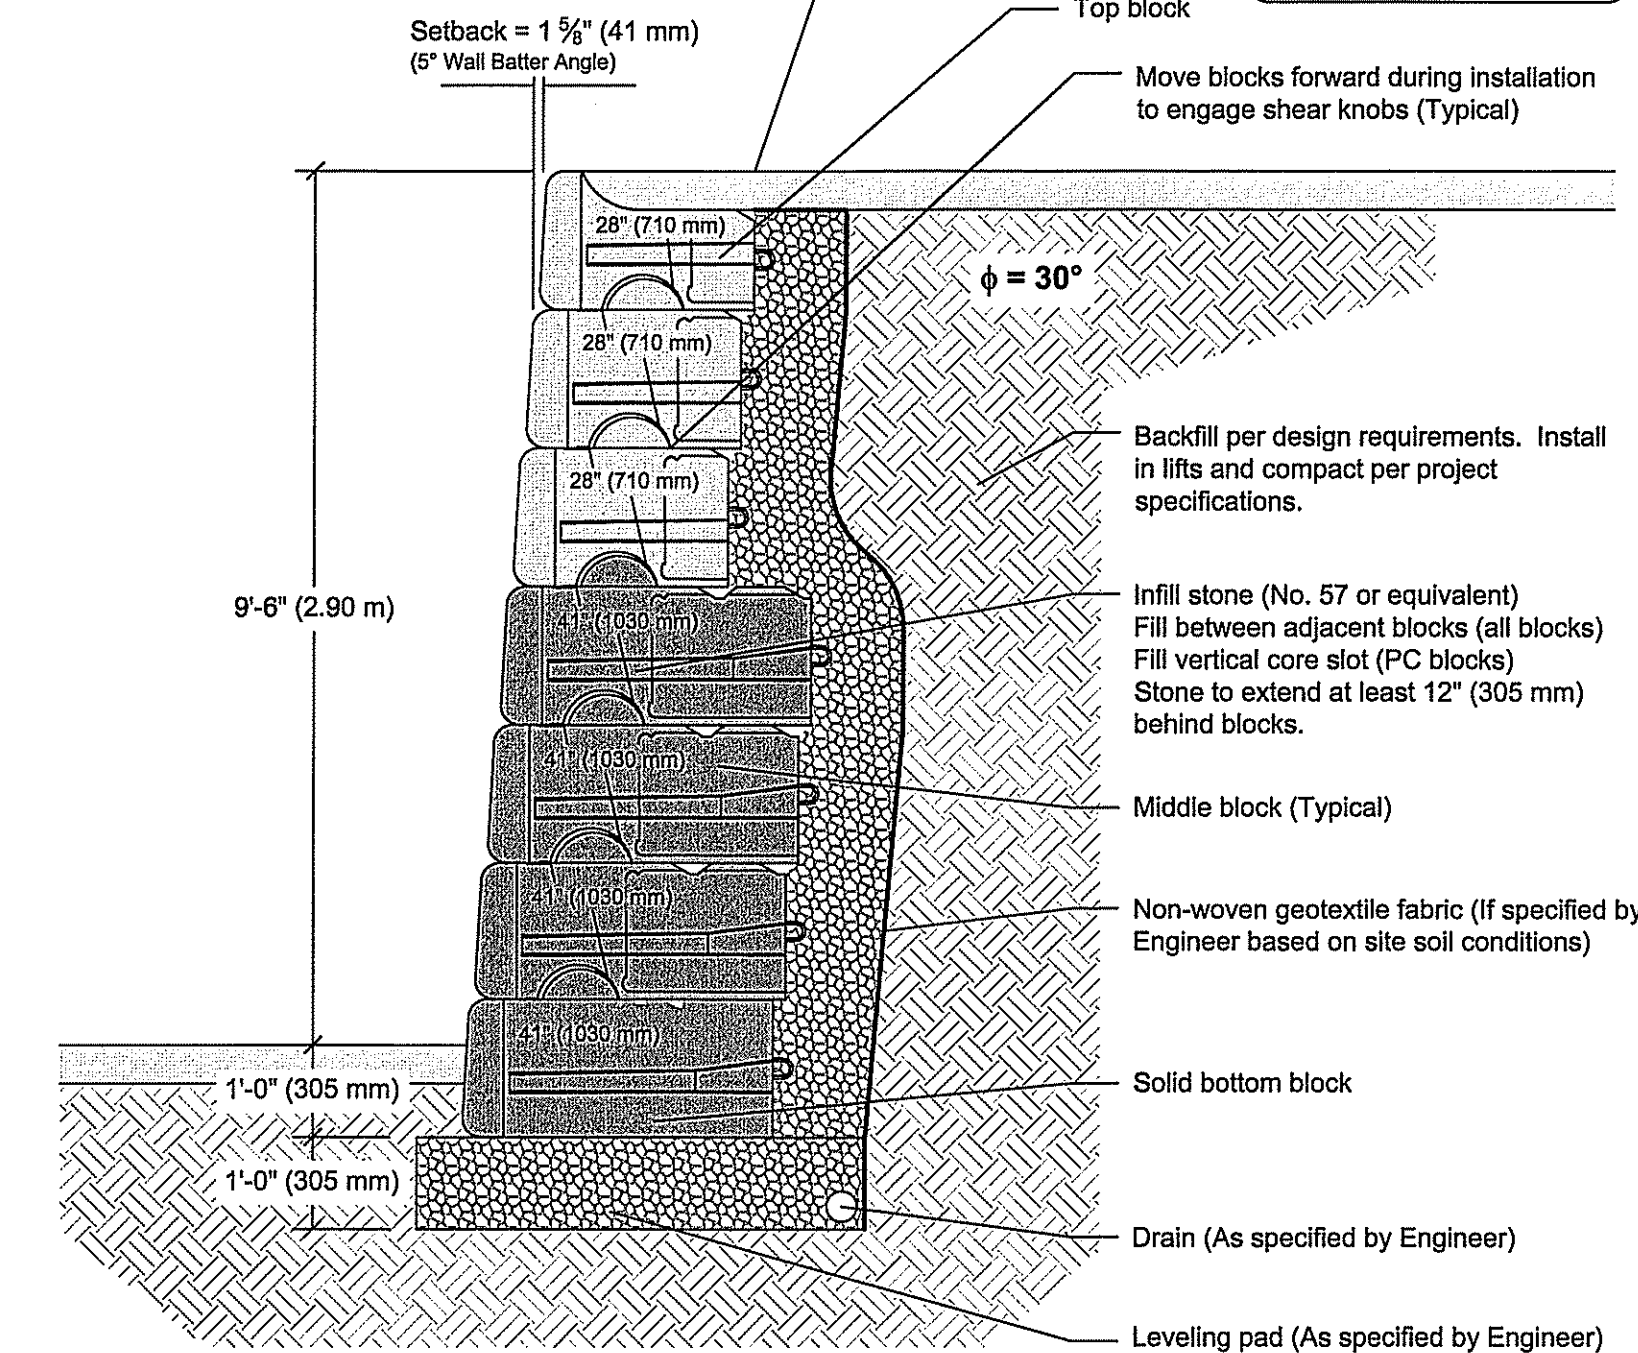 Setback = 1 ⅝" (41 mm)
(5° Wall Batter Angle)
Top block
Move blocks forward during installation
to engage shear knobs (Typical)
28" (710 mm)
ϕ = 30°
28" (710 mm)
Backfill per design requirements. Install
in lifts and compact per project
specifications.
28" (710 mm)
9'-6" (2.90 m)
Infill stone (No. 57 or equivalent)
Fill between adjacent blocks (all blocks)
Fill vertical core slot (PC blocks)
Stone to extend at least 12" (305 mm)
behind blocks.
41" (1030 mm)
41" (1030 mm)
Middle block (Typical)
41" (1030 mm)
Non-woven geotextile fabric (If specified by
Engineer based on site soil conditions)
41" (1030 mm)
1'-0" (305 mm)
Solid bottom block
1'-0" (305 mm)
Drain (As specified by Engineer)
Leveling pad (As specified by Engineer)